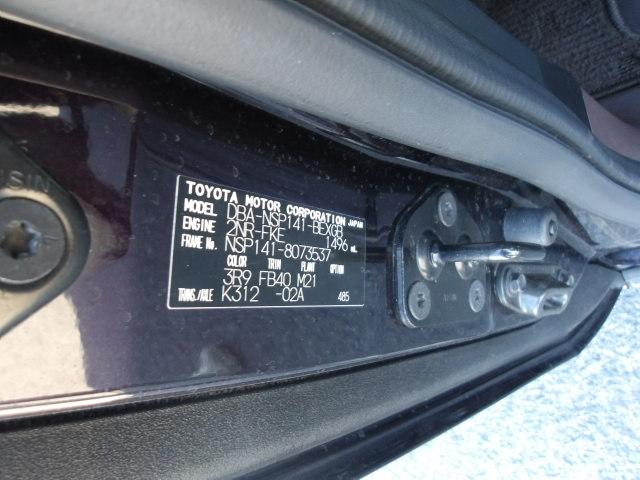 TOYOTA MOTOR CORPORATION JAPAN
MODEL DBA-NSP141-BEXGB
ENGINE 2NR-FKE 1496 mL
FRAME No. NSP141-8073537
COLOR TRIM PLANT OPTION
3R9 FB40 M21
TRANS./AXLE K312 -02A 485